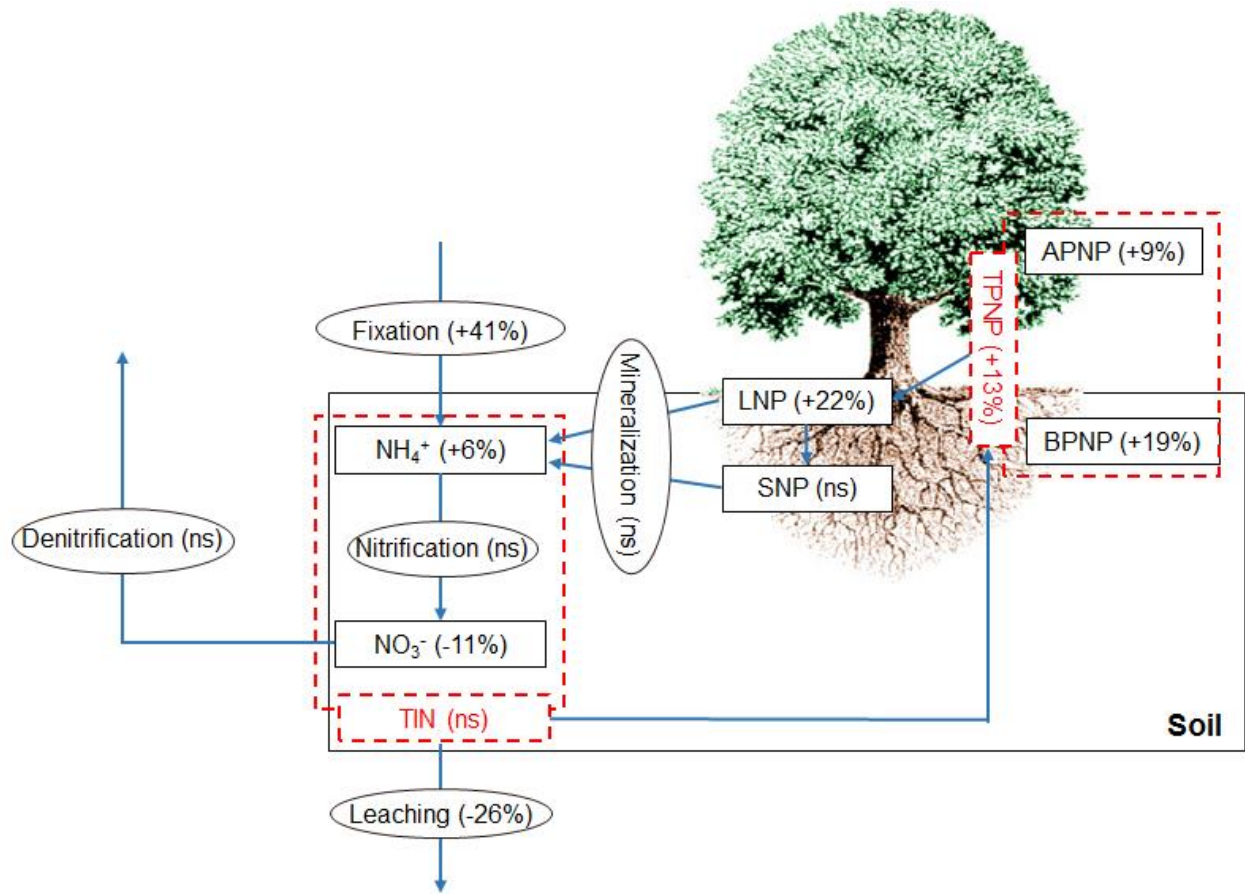 APNP (+9%)
TPNP (+13%)
Fixation (+41%)
Mineralization (ns)
LNP (+22%)
NH₄⁺ (+6%)
BPNP (+19%)
SNP (ns)
Denitrification (ns)
Nitrification (ns)
NO₃⁻ (-11%)
TIN (ns)
Soil
Leaching (-26%)